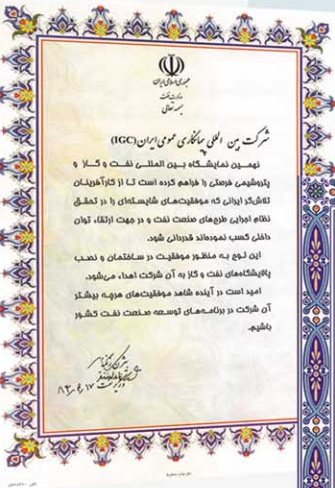 جمهوری اسلامی ایران
وزارت نفت
بسمه تعالی
شرکت بین المللی پیمانکاری عمومی ایران (IGC)
نهمین نمایشگاه بین المللی نفت و گاز و
پتروشیمی فرصتی را فراهم کرده است تا از کارآفرینان
تلاشگر ایرانی که موفقیت‌های شایسته‌ای را در تحقق
نظام اجرایی طرح‌های صنعت نفت و در جهت ارتقاء توان
داخلی کسب نموده‌اند قدردانی شود.
این لوح به منظور موفقیت در ساختمان و نصب
پالایشگاه‌های نفت و گاز به آن شرکت اهداء می‌شود.
امید است در آینده شاهد موفقیت‌های هرچه بیشتر
آن شرکت در برنامه‌های توسعه صنعت نفت کشور
باشیم.